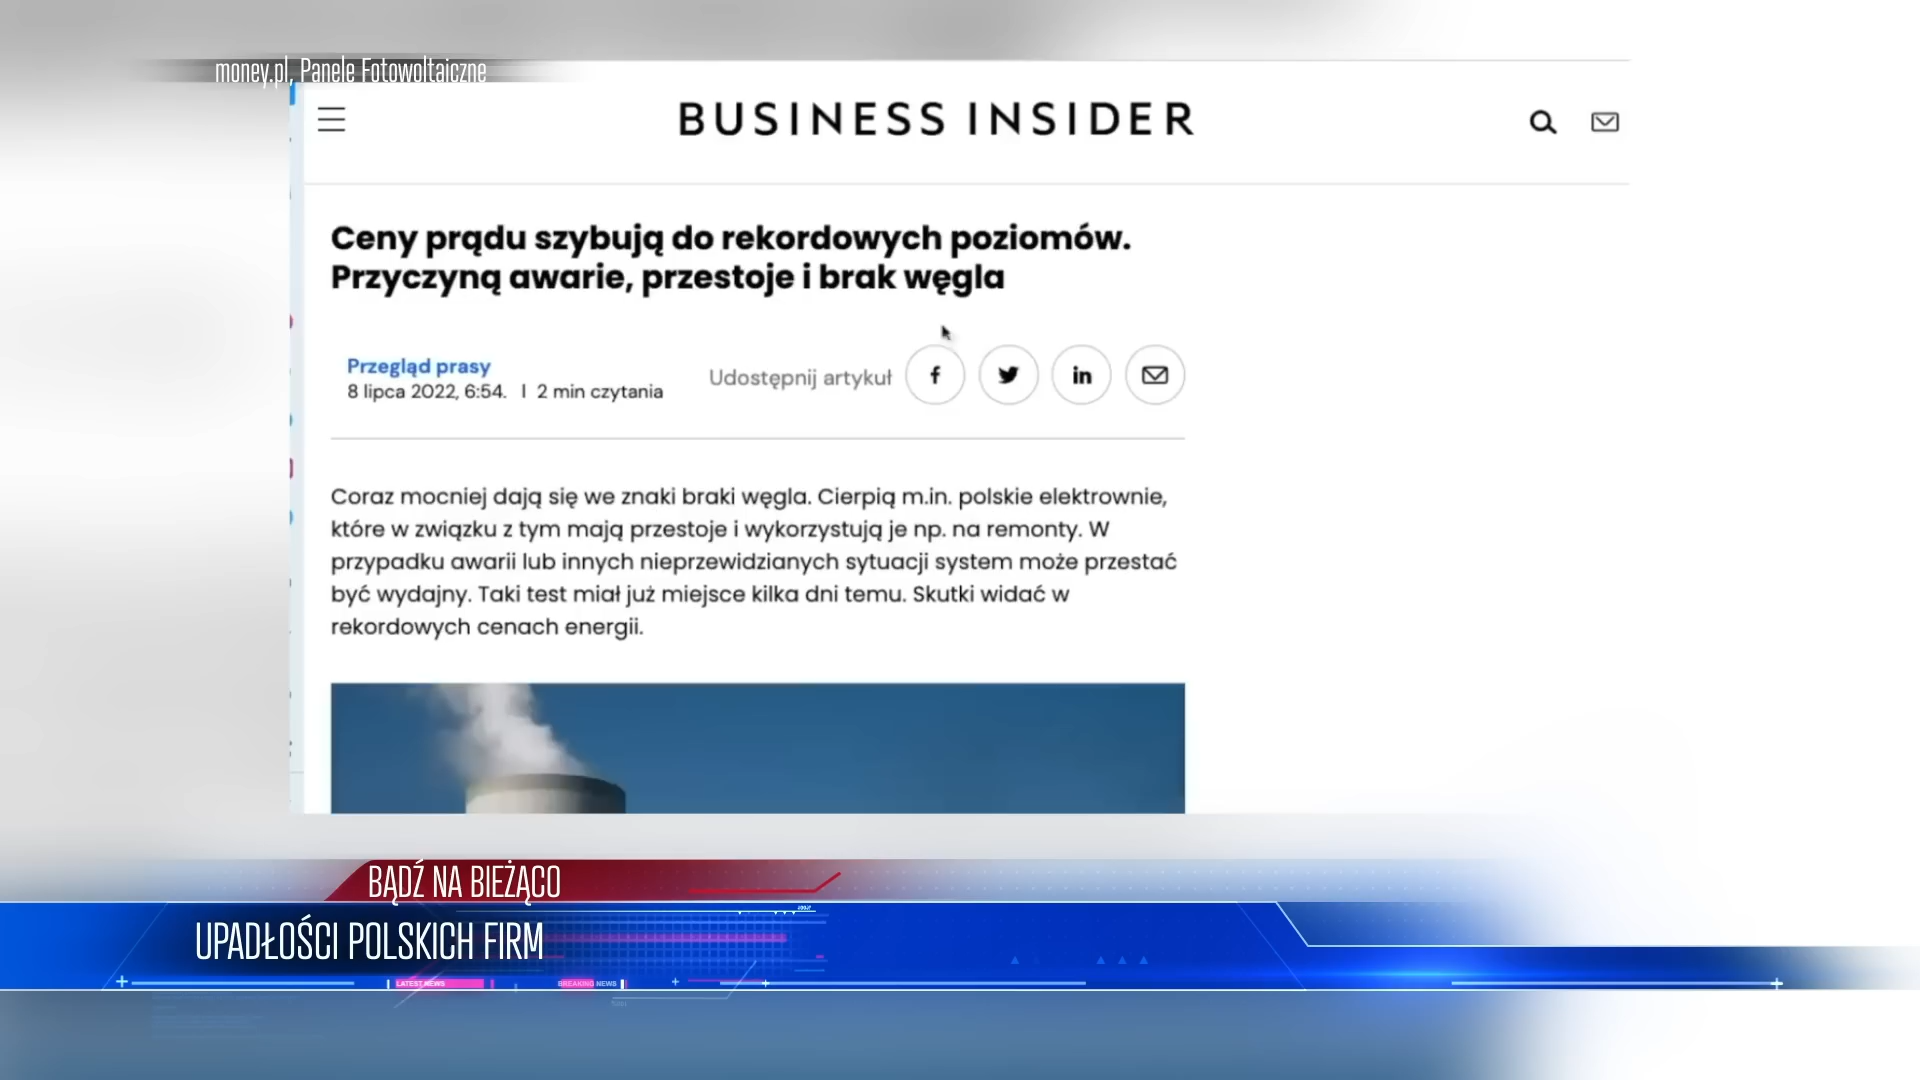 money.pl, Panele Fotowoltaiczne
BUSINESS INSIDER
Ceny prądu szybują do rekordowych poziomów.
Przyczyną awarie, przestoje i brak węgla
Przegląd prasy
8 lipca 2022, 6:54. | 2 min czytania
Udostępnij artykuł
Coraz mocniej dają się we znaki braki węgla. Cierpią m.in. polskie elektrownie,
które w związku z tym mają przestoje i wykorzystują je np. na remonty. W
przypadku awarii lub innych nieprzewidzianych sytuacji system może przestać
być wydajny. Taki test miał już miejsce kilka dni temu. Skutki widać w
rekordowych cenach energii.
BĄDŹ NA BIEŻĄCO
UPADŁOŚCI POLSKICH FIRM
LATEST NEWS
BREAKING NEWS